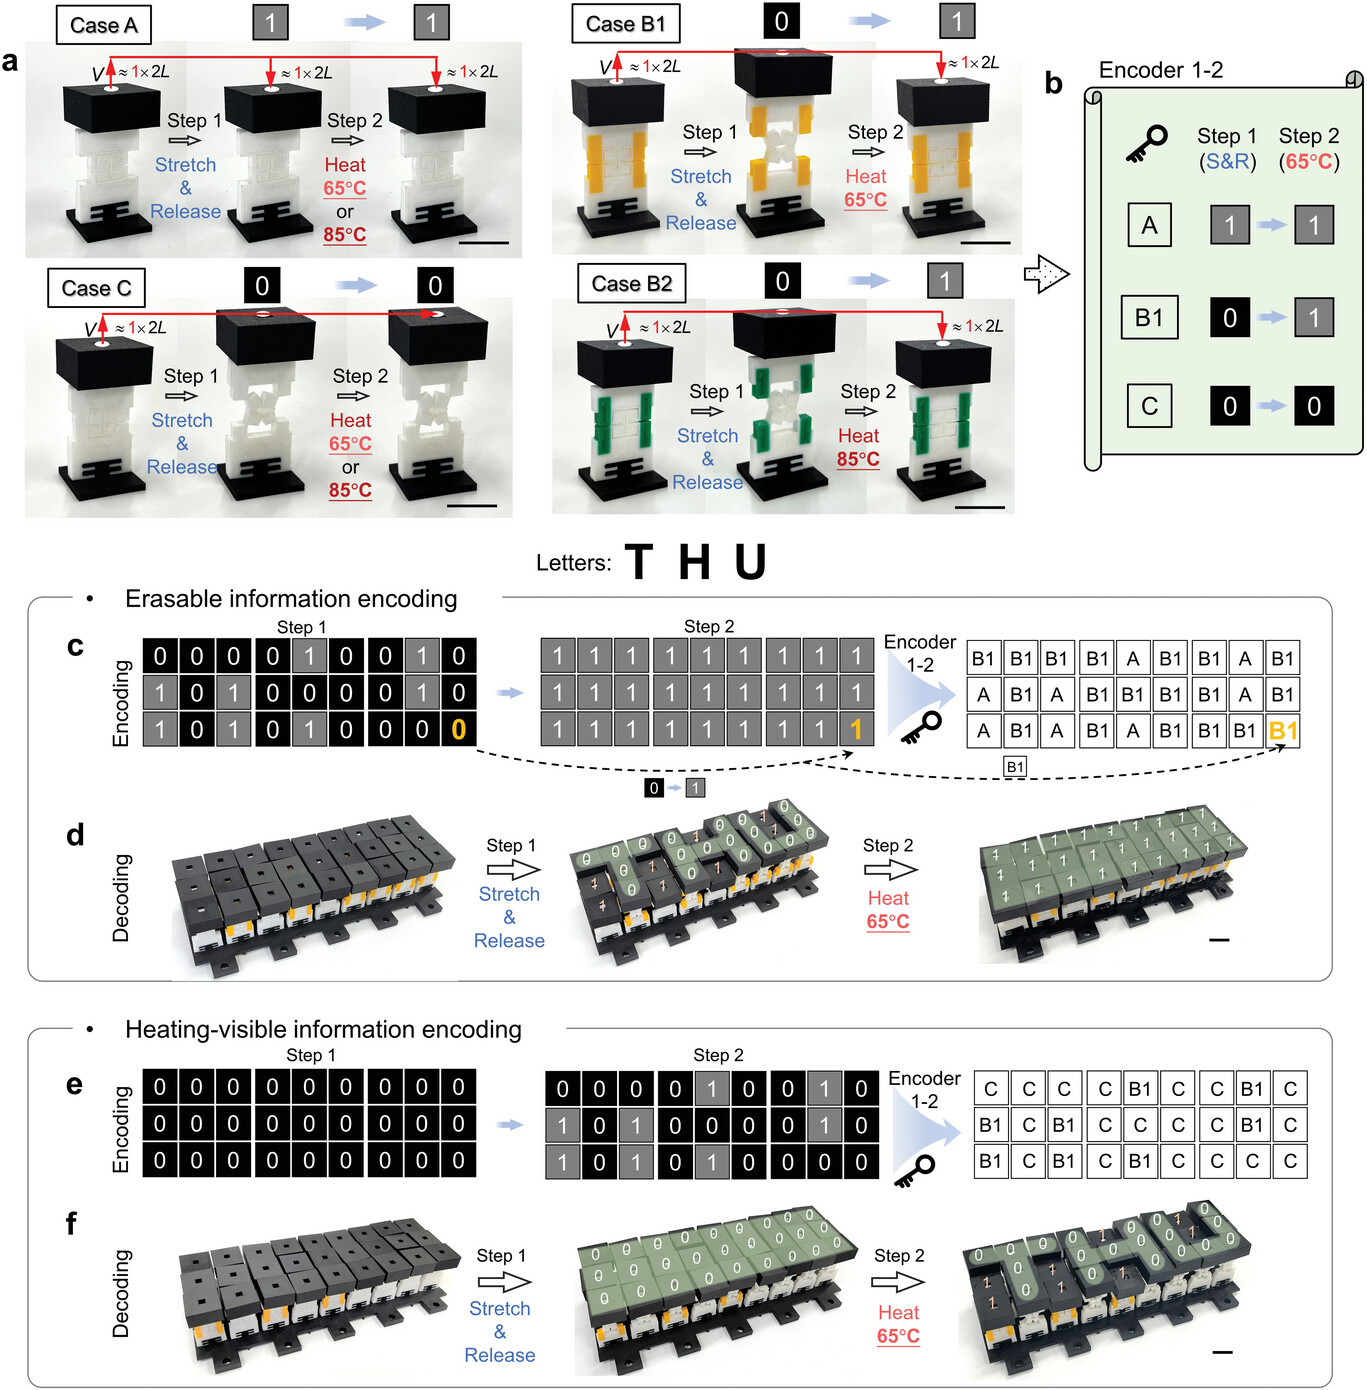 a
Case A 1 1
V ≈ 1×2L ≈ 1×2L ≈ 1×2L
Step 1 Step 2
Stretch Heat
& 65°C
Release or
85°C
Case B1 0 1
V ≈ 1×2L ≈ 1×2L
Step 1 Step 2
Stretch Heat
& 65°C
Release
Case C 0 0
V ≈ 1×2L
Step 1 Step 2
Stretch Heat
& 65°C
Release or
85°C
Case B2 0 1
V ≈ 1×2L ≈ 1×2L
Step 1 Step 2
Stretch Heat
& 85°C
Release
b
Encoder 1-2
Step 1 Step 2
(S&R) (65°C)
A 1 1
B1 0 1
C 0 0
Letters: T H U
• Erasable information encoding
c
Encoding
Step 1
0 0 0 0 1 0 0 1 0
1 0 1 0 0 0 0 1 0
1 0 1 0 1 0 0 0 0
Step 2
1 1 1 1 1 1 1 1 1
1 1 1 1 1 1 1 1 1
1 1 1 1 1 1 1 1 1
Encoder
1-2
B1 B1 B1 B1 A B1 B1 A B1
A B1 A B1 B1 B1 B1 A B1
A B1 A B1 A B1 B1 B1 B1
0 1
B1
d
Decoding
Step 1
Stretch
&
Release
Step 2
Heat
65°C
• Heating-visible information encoding
e
Encoding
Step 1
0 0 0 0 0 0 0 0 0
0 0 0 0 0 0 0 0 0
0 0 0 0 0 0 0 0 0
Step 2
0 0 0 0 1 0 0 1 0
1 0 1 0 0 0 0 1 0
1 0 1 0 1 0 0 0 0
Encoder
1-2
C C C C B1 C C B1 C
B1 C B1 C C C C B1 C
B1 C B1 C B1 C C C C
f
Decoding
Step 1
Stretch
&
Release
Step 2
Heat
65°C